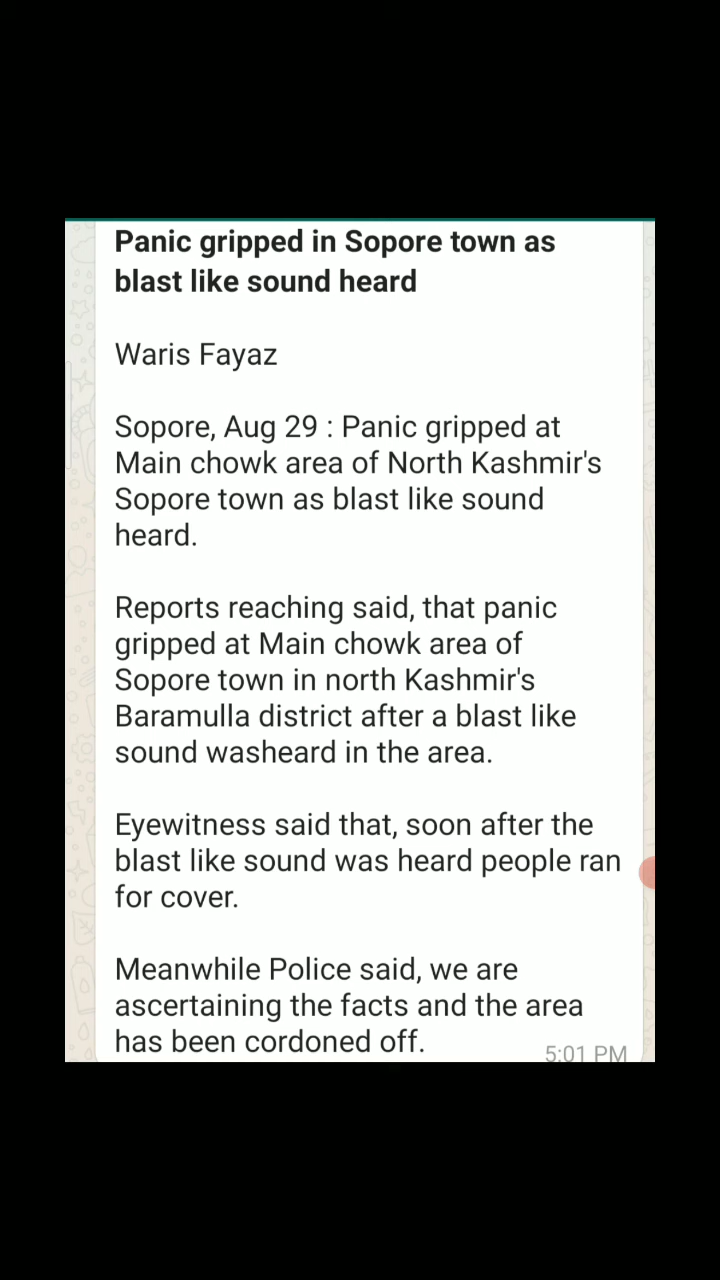 Panic gripped in Sopore town as
blast like sound heard
Waris Fayaz
Sopore, Aug 29 : Panic gripped at
Main chowk area of North Kashmir's
Sopore town as blast like sound
heard.
Reports reaching said, that panic
gripped at Main chowk area of
Sopore town in north Kashmir's
Baramulla district after a blast like
sound washeard in the area.
Eyewitness said that, soon after the
blast like sound was heard people ran
for cover.
Meanwhile Police said, we are
ascertaining the facts and the area
has been cordoned off.
5:01 PM